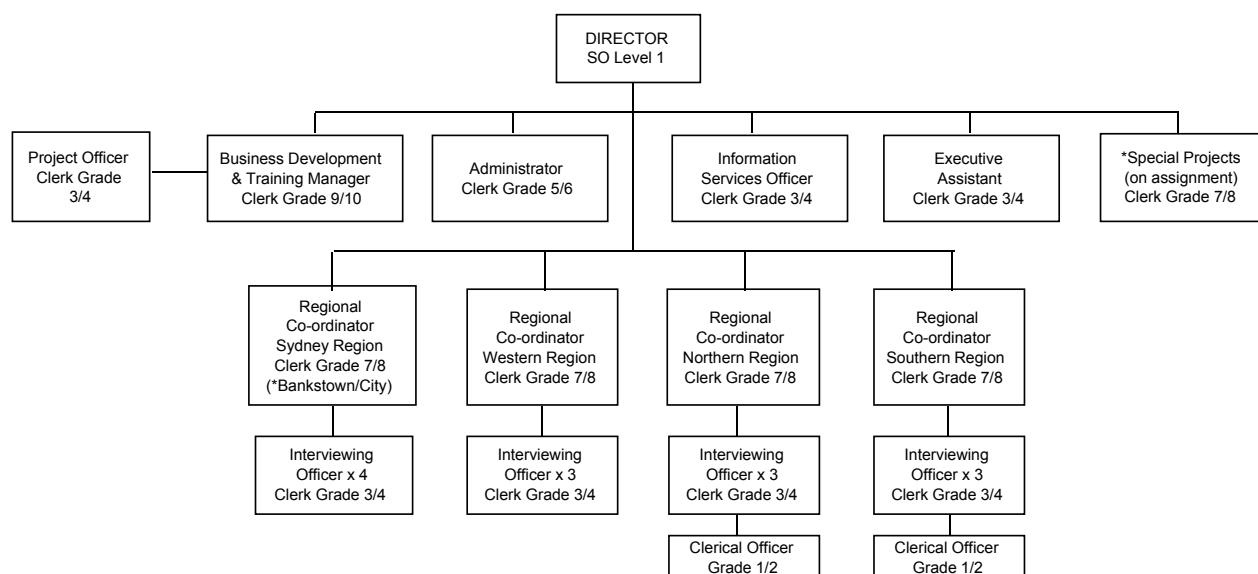 DIRECTOR
SO Level 1
Project Officer
Clerk Grade
3/4
Business Development
& Training Manager
Clerk Grade 9/10
Administrator
Clerk Grade 5/6
Information
Services Officer
Clerk Grade 3/4
Executive
Assistant
Clerk Grade 3/4
*Special Projects
(on assignment)
Clerk Grade 7/8
Regional
Co-ordinator
Sydney Region
Clerk Grade 7/8
(*Bankstown/City)
Regional
Co-ordinator
Western Region
Clerk Grade 7/8
Regional
Co-ordinator
Northern Region
Clerk Grade 7/8
Regional
Co-ordinator
Southern Region
Clerk Grade 7/8
Interviewing
Officer x 4
Clerk Grade 3/4
Interviewing
Officer x 3
Clerk Grade 3/4
Interviewing
Officer x 3
Clerk Grade 3/4
Interviewing
Officer x 3
Clerk Grade 3/4
Clerical Officer
Grade 1/2
Clerical Officer
Grade 1/2